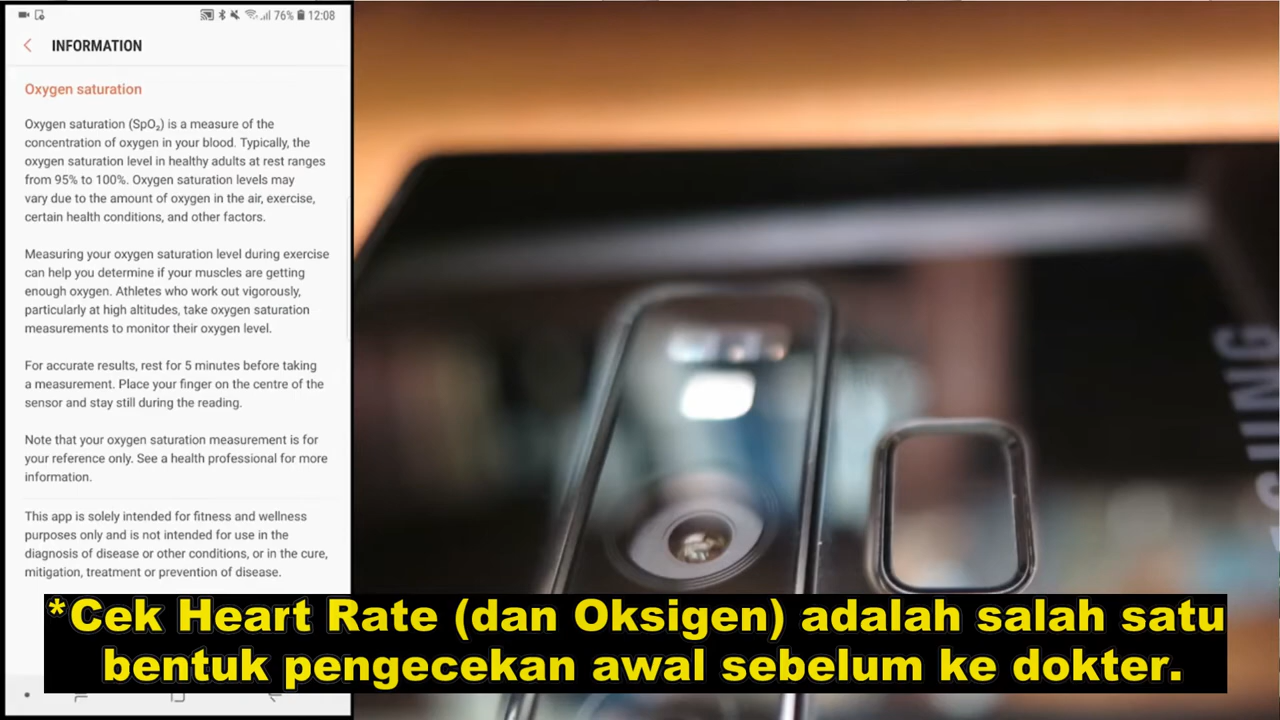 76% 12:08
INFORMATION
Oxygen saturation
Oxygen saturation (SpO₂) is a measure of the
concentration of oxygen in your blood. Typically, the
oxygen saturation level in healthy adults at rest ranges
from 95% to 100%. Oxygen saturation levels may
vary due to the amount of oxygen in the air, exercise,
certain health conditions, and other factors.
Measuring your oxygen saturation level during exercise
can help you determine if your muscles are getting
enough oxygen. Athletes who work out vigorously,
particularly at high altitudes, take oxygen saturation
measurements to monitor their oxygen level.
For accurate results, rest for 5 minutes before taking
a measurement. Place your finger on the centre of the
sensor and stay still during the reading.
Note that your oxygen saturation measurement is for
your reference only. See a health professional for more
information.
This app is solely intended for fitness and wellness
purposes only and is not intended for use in the
diagnosis of disease or other conditions, or in the cure,
mitigation, treatment or prevention of disease.
*Cek Heart Rate (dan Oksigen) adalah salah satu
bentuk pengecekan awal sebelum ke dokter.